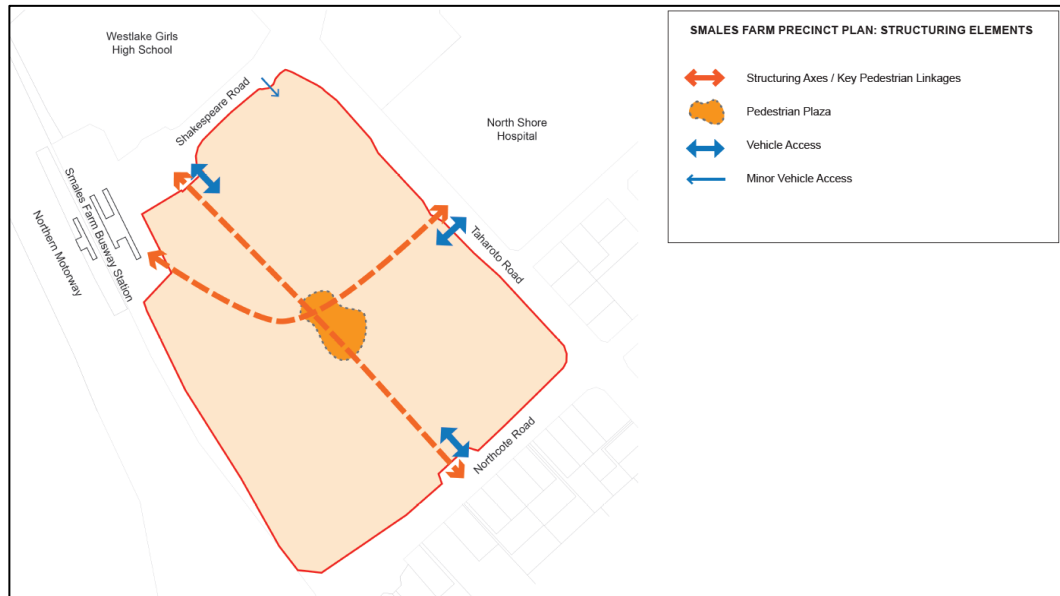 Westlake Girls
High School
Shakespeare Road
North Shore
Hospital
Smales Farm Busway Station
Northern Motorway
Taharoto Road
Northcote Road
SMALES FARM PRECINCT PLAN: STRUCTURING ELEMENTS
Structuring Axes / Key Pedestrian Linkages
Pedestrian Plaza
Vehicle Access
Minor Vehicle Access